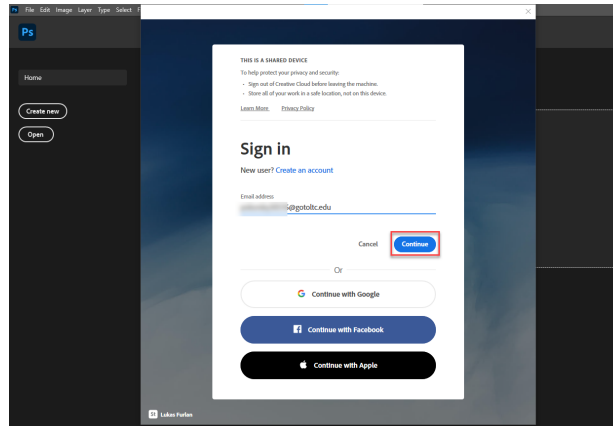 Ps File Edit Image Layer Type Select F
Ps
Home
Create new
Open
THIS IS A SHARED DEVICE
To help protect your privacy and security:
- Sign out of Creative Cloud before leaving the machine.
- Store all of your work in a safe location, not on this device.
Learn More Privacy Policy
Sign in
New user? Create an account
Email address
@gotoltc.edu
Cancel Continue
Or
Continue with Google
Continue with Facebook
Continue with Apple
St Lukas Furlan